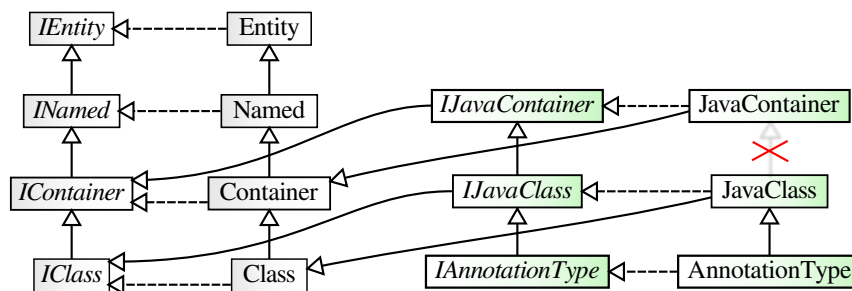 IEntity
Entity
INamed
Named
IJavaContainer
JavaContainer
IContainer
Container
IJavaClass
JavaClass
IClass
Class
IAnnotationType
AnnotationType